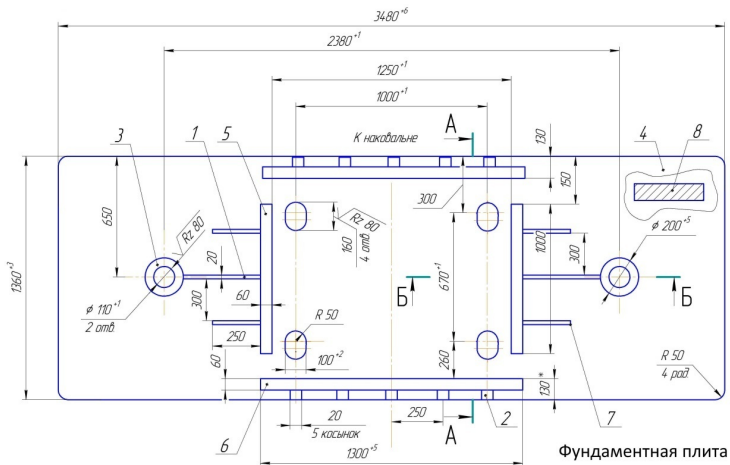 3480⁺⁶
2380⁺¹
1250⁺¹
1000⁺¹
К наковальне
А
130
3
1
5
4
8
300
150
650
Rz 80
Rz 80
160
4 отв.
1000
⌀ 200⁺⁵
1360⁺³
20
60
670⁺¹
300
Б
Б
⌀ 110⁺¹
2 отв.
300
R 50
250
100⁺²
260
R 50
4 рад.
60
130*
20
5 косынок
250
2
А
7
6
1300⁺⁵
Фундаментная плита